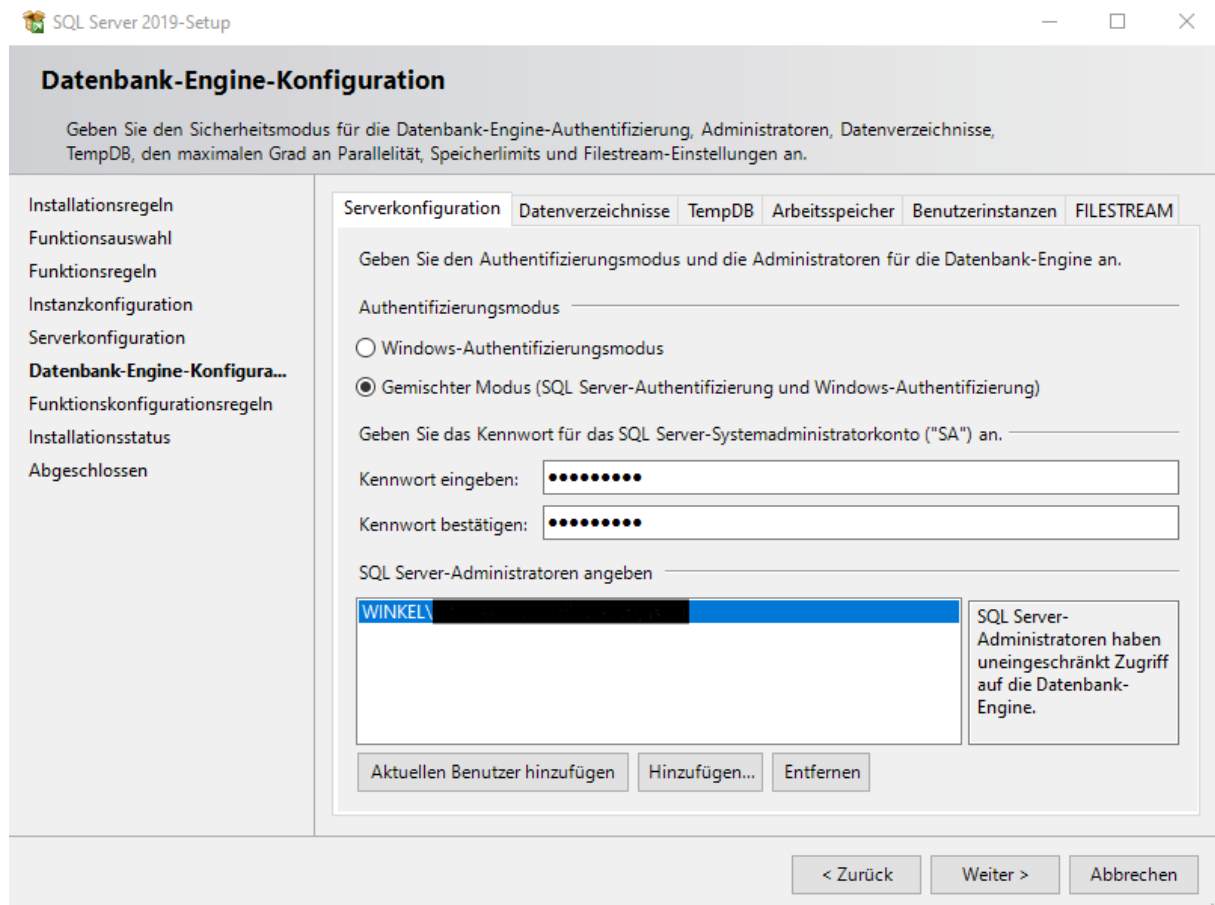 SQL Server 2019-Setup
Datenbank-Engine-Konfiguration
Geben Sie den Sicherheitsmodus für die Datenbank-Engine-Authentifizierung, Administratoren, Datenverzeichnisse,
TempDB, den maximalen Grad an Parallelität, Speicherlimits und Filestream-Einstellungen an.
Installationsregeln
Funktionsauswahl
Funktionsregeln
Instanzkonfiguration
Serverkonfiguration
Datenbank-Engine-Konfigura...
Funktionskonfigurationsregeln
Installationsstatus
Abgeschlossen
Serverkonfiguration Datenverzeichnisse TempDB Arbeitsspeicher Benutzerinstanzen FILESTREAM
Geben Sie den Authentifizierungsmodus und die Administratoren für die Datenbank-Engine an.
Authentifizierungsmodus
Windows-Authentifizierungsmodus
Gemischter Modus (SQL Server-Authentifizierung und Windows-Authentifizierung)
Geben Sie das Kennwort für das SQL Server-Systemadministratorkonto ("SA") an.
Kennwort eingeben: ●●●●●●●●●
Kennwort bestätigen: ●●●●●●●●●
SQL Server-Administratoren angeben
WINKEL\
SQL Server-
Administratoren haben
uneingeschränkt Zugriff
auf die Datenbank-
Engine.
Aktuellen Benutzer hinzufügen Hinzufügen... Entfernen
< Zurück Weiter > Abbrechen